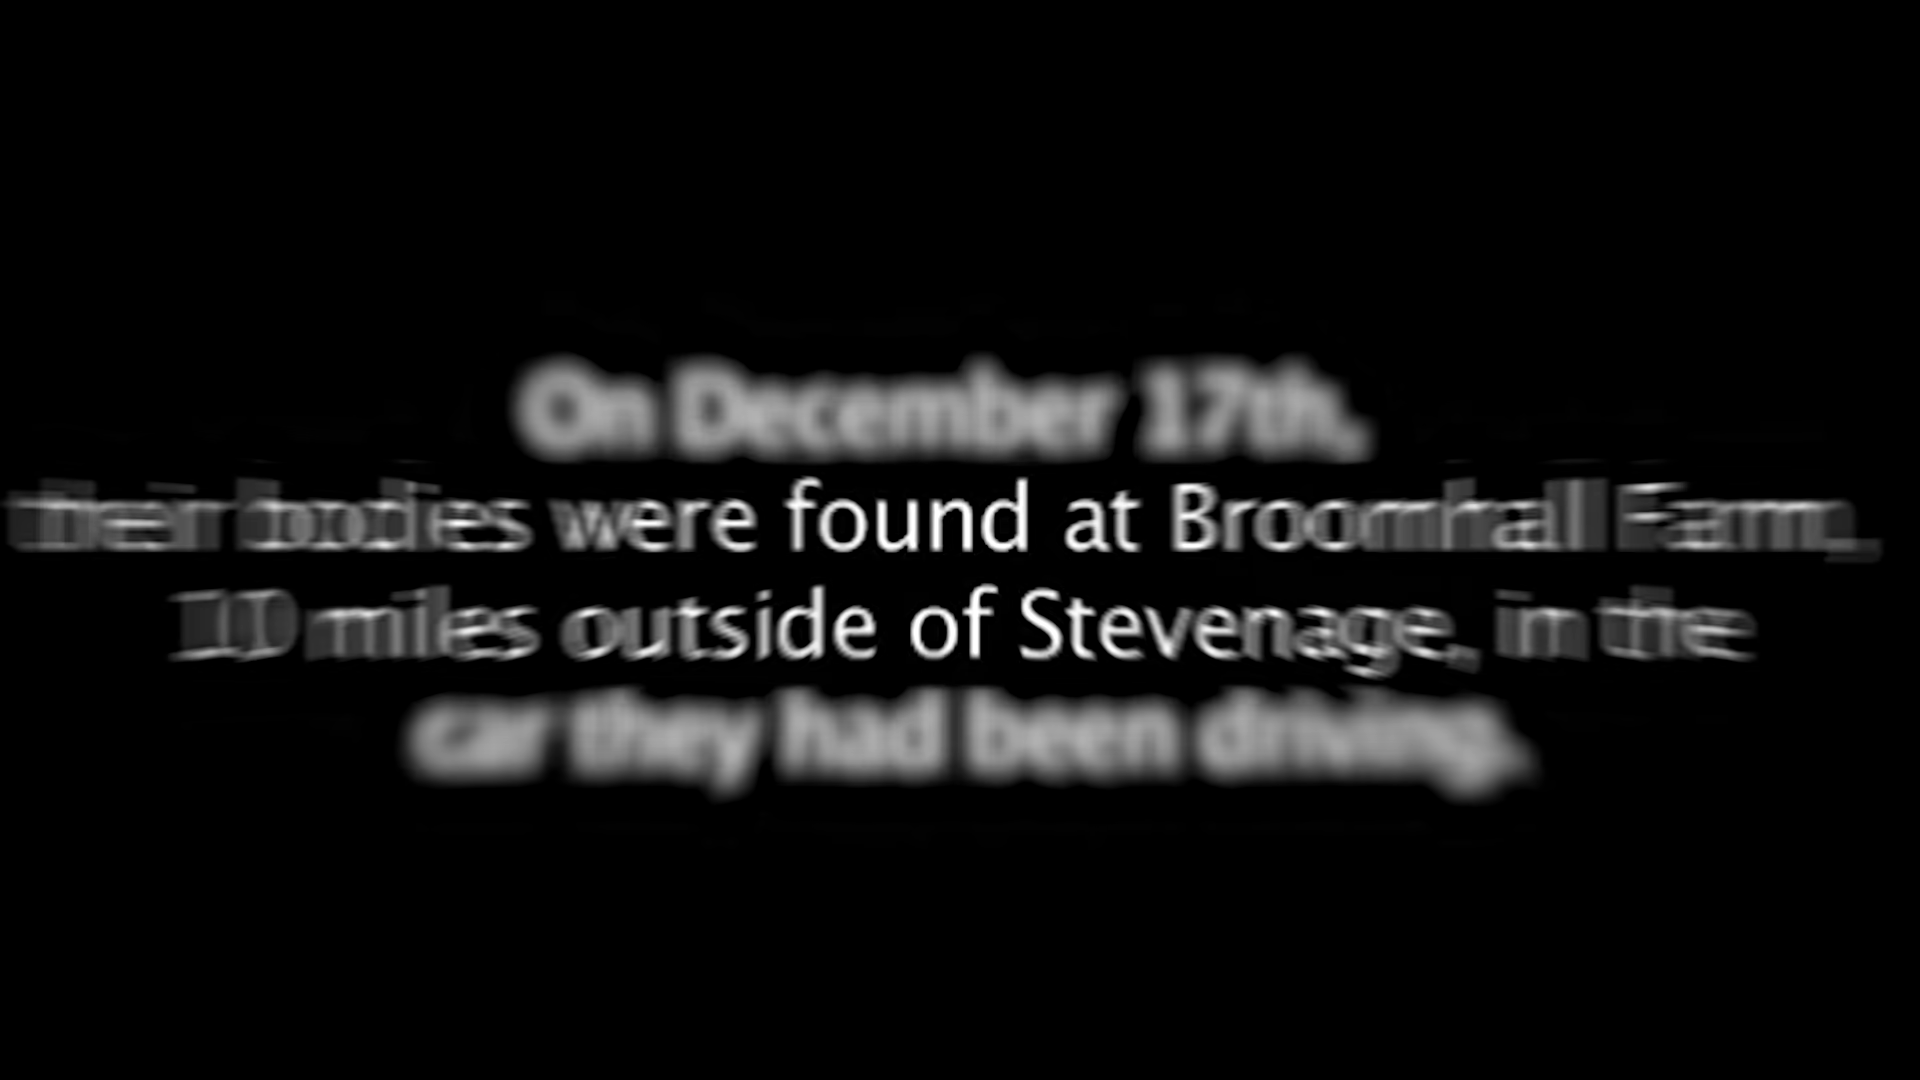 On December 17th,
their bodies were found at Broomhall Farm,
10 miles outside of Stevenage, in the
car they had been driving.